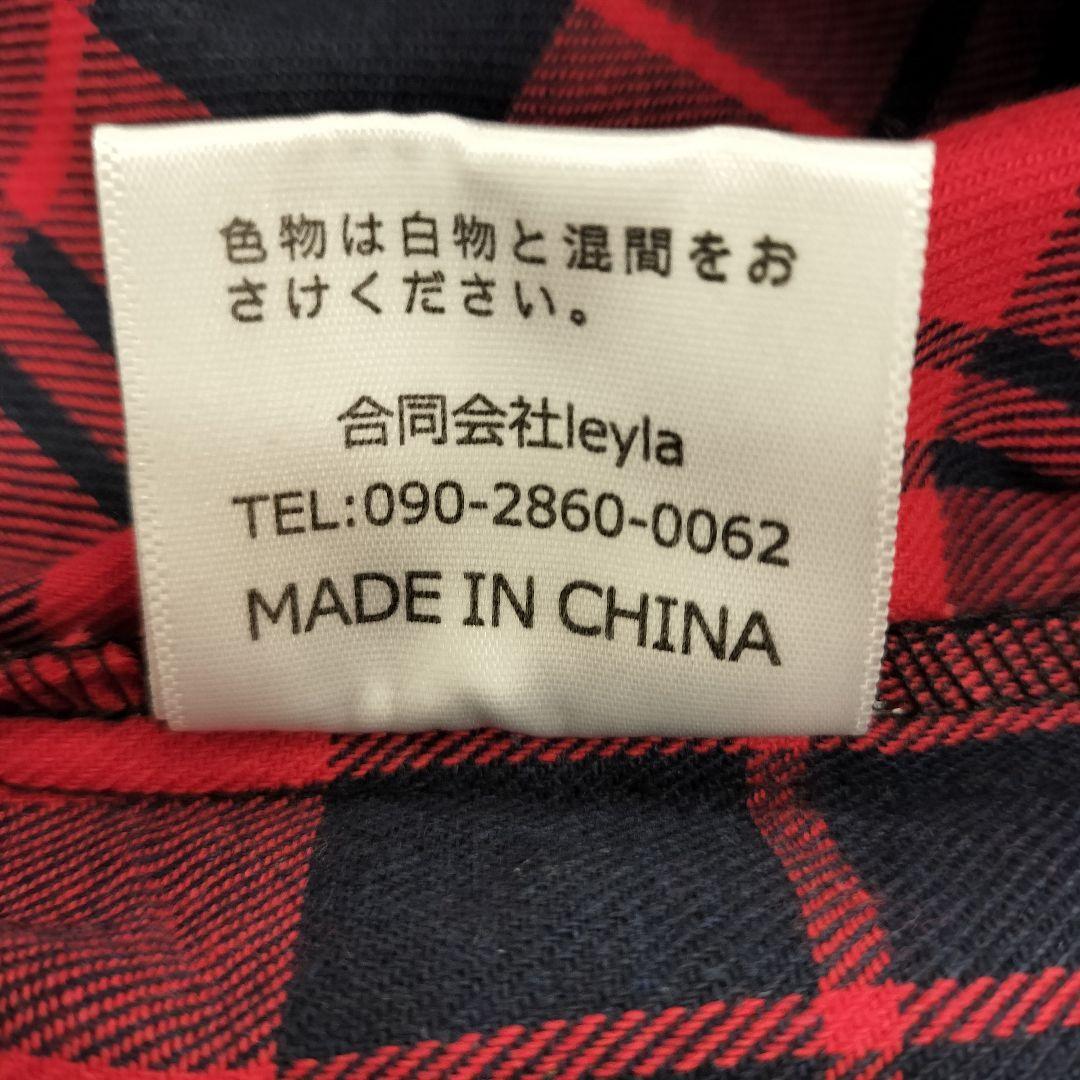 色物は白物と混間をお
さけください。
合同会社leyla
TEL:090-2860-0062
MADE IN CHINA